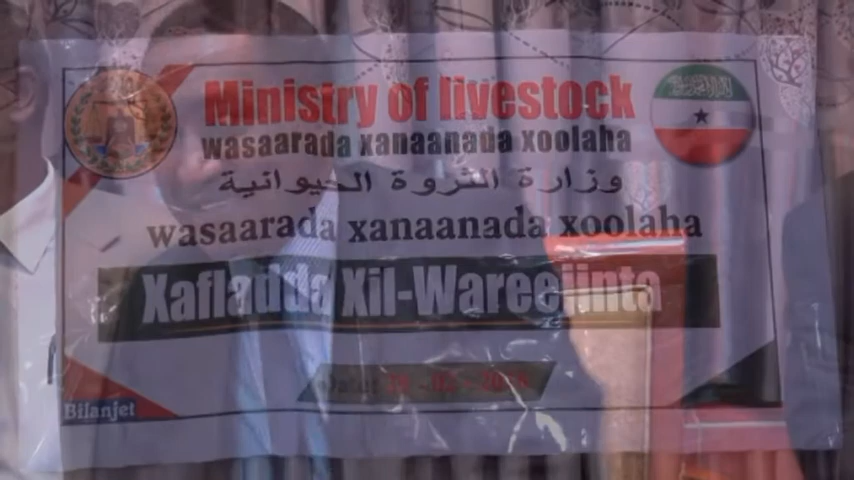 Ministry of livestock
wasaarada xanaanada xoolaha
وزارة الثروة الحيوانية
wasaarada xanaanada xoolaha
Xafladda Xil-Wareejinta
Bilanjet